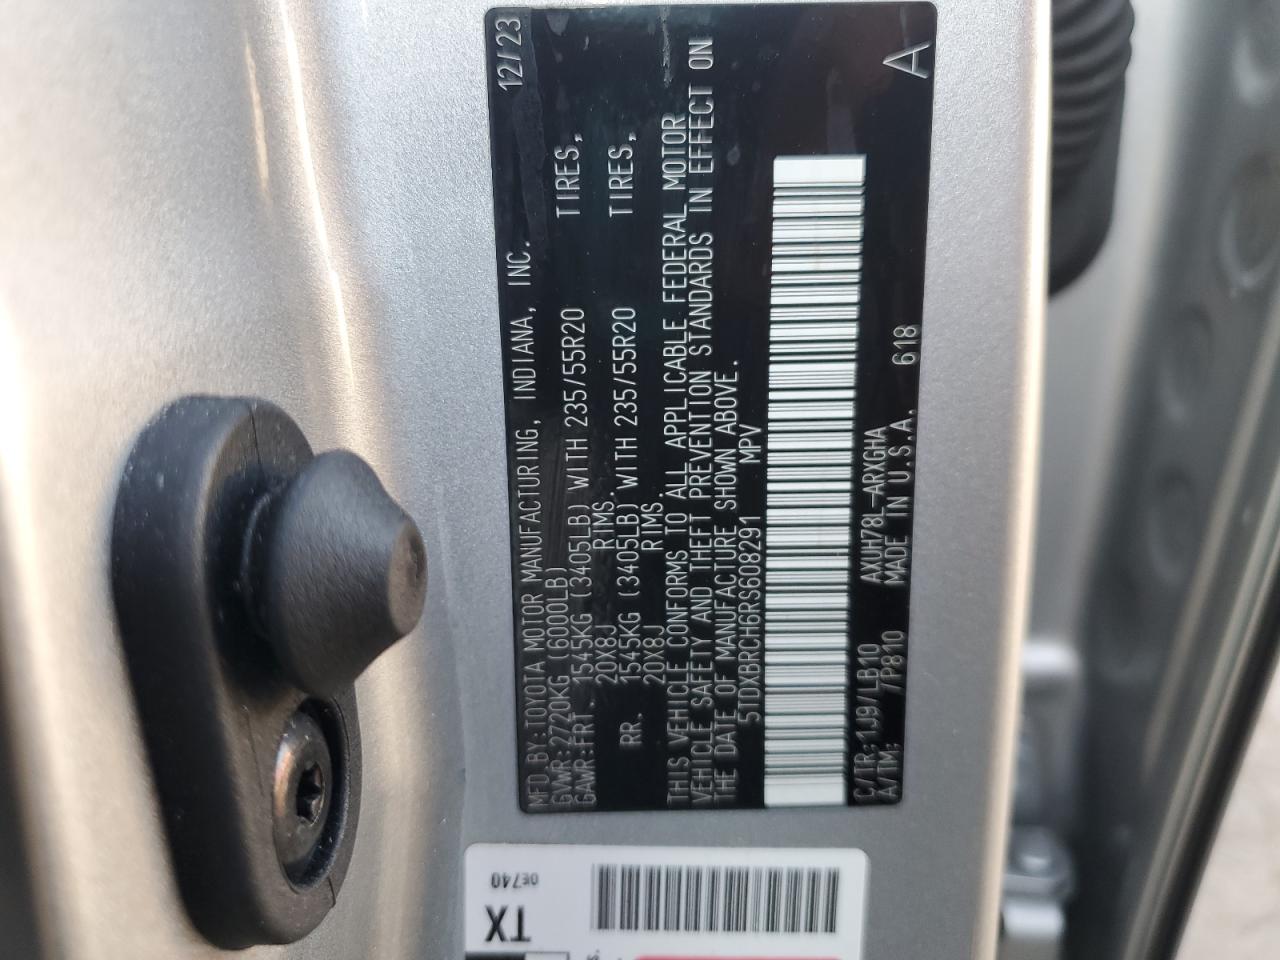 MFD BY: TOYOTA MOTOR MANUFACTURING, INDIANA, INC. 12/23
GVWR: 2720KG (6000LB)
GAWR: FRT. 1545KG (3405LB) WITH 235/55R20 TIRES,
20X8J RIMS.
RR. 1545KG (3405LB) WITH 235/55R20 TIRES,
20X8J RIMS.
THIS VEHICLE CONFORMS TO ALL APPLICABLE FEDERAL MOTOR
VEHICLE SAFETY AND THEFT PREVENTION STANDARDS IN EFFECT ON
THE DATE OF MANUFACTURE SHOWN ABOVE.
5TDXBRCH6RS608291 MPV
C/TR: 1J9/LB10 AXUH78L-ARXGHA 618 A
A/TM: /P810 MADE IN U.S.A.
TX
OE740